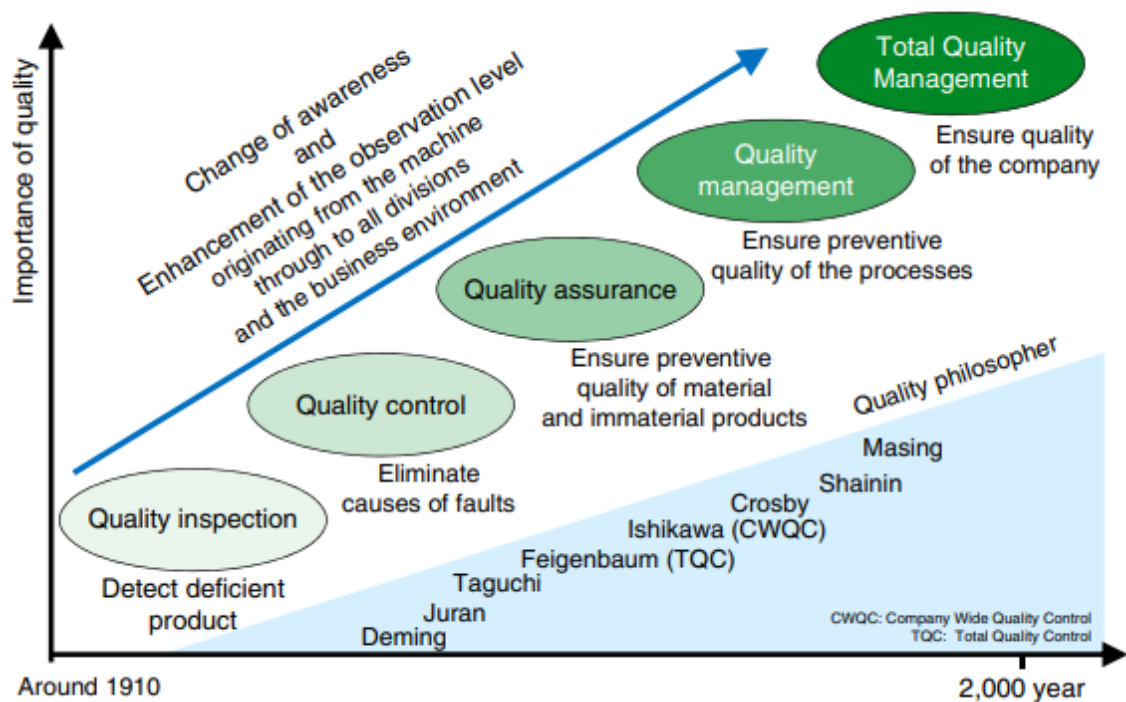 Importance of quality
Change of awareness
and
Enhancement of the observation level
originating from the machine
through to all divisions
and the business environment
Total Quality
Management
Ensure quality
of the company
Quality
management
Ensure preventive
quality of the processes
Quality assurance
Ensure preventive
quality of material
and immaterial products
Quality control
Eliminate
causes of faults
Quality inspection
Detect deficient
product
Quality philosopher
Masing
Shainin
Crosby
Ishikawa (CWQC)
Feigenbaum (TQC)
Taguchi
Juran
Deming
CWQC: Company Wide Quality Control
TQC: Total Quality Control
Around 1910
2,000 year